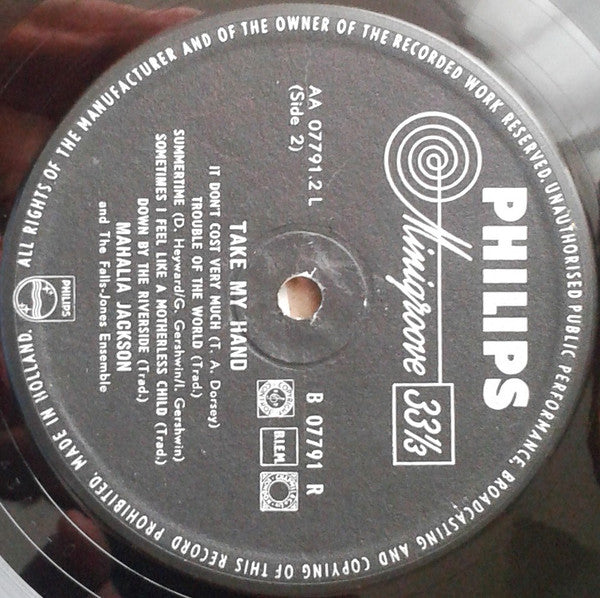 PHILIPS
Minigroove 33⅓
AA 07791.2 L
(Side 2)
B 07791 R
B.I.E.M.
TAKE MY HAND
IT DON'T COST VERY MUCH (T. A. Dorsey)
TROUBLE OF THE WORLD (Trad.)
SUMMERTIME (D. Heyward/G. Gershwin/I. Gershwin)
SOMETIMES I FEEL LIKE A MOTHERLESS CHILD (Trad.)
DOWN BY THE RIVERSIDE (Trad.)
MAHALIA JACKSON
and The Falls-Jones Ensemble
PHILIPS
ALL RIGHTS OF THE MANUFACTURER AND OF THE OWNER OF THE RECORDED WORK RESERVED. UNAUTHORISED PUBLIC PERFORMANCE, BROADCASTING AND COPYING OF THIS RECORD PROHIBITED. MADE IN HOLLAND.